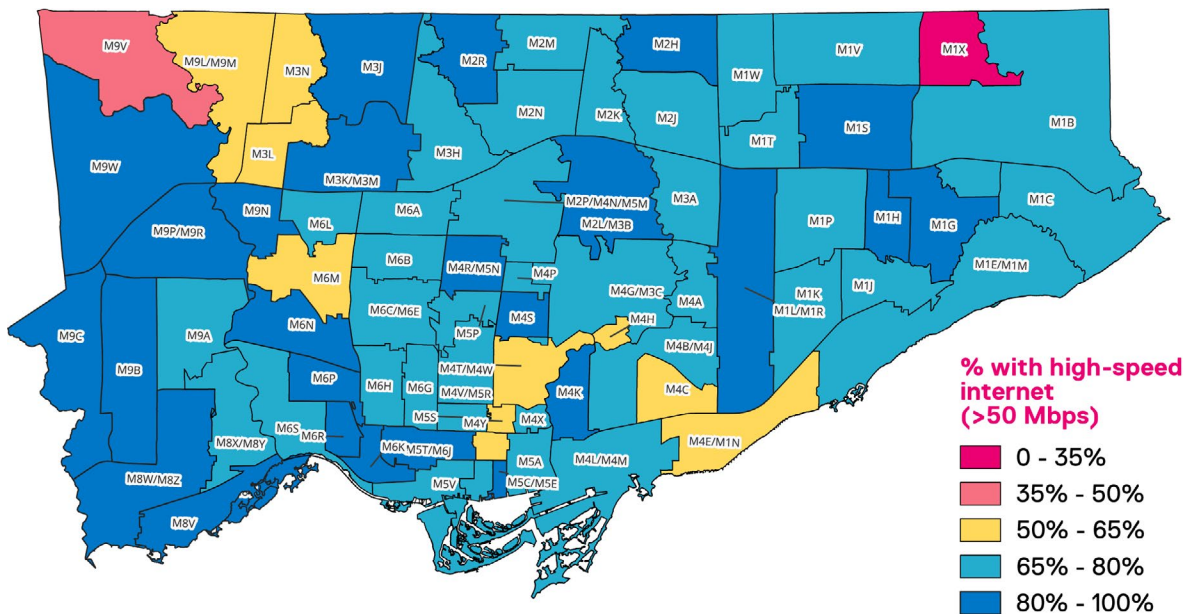 M9V
M9L/M9M
M3N
M3J
M2R
M2M
M2H
M1W
M1V
M1X
M2N
M2K
M2J
M1T
M1S
M1B
M9W
M3L
M3K/M3M
M3H
M9P/M9R
M9N
M6L
M6A
M2P/M4N/M5M
M2L/M3B
M3A
M1P
M1H
M1G
M1C
M6M
M6B
M4R/M5N
M4P
M4G/M3C
M4A
M1K
M1L/M1R
M1J
M1E/M1M
M9C
M9B
M9A
M6N
M6C/M6E
M5P
M4S
M4H
M4B/M4J
M6P
M6H
M6G
M4T/M4W
M4V/M5R
M4K
M4C
M8X/M8Y
M6S
M6R
M5S
M4Y
M4X
M4E/M1N
M6K
M5T/M6J
M8W/M8Z
M5V
M5A
M5C/M5E
M4L/M4M
M8V
% with high-speed
internet
(>50 Mbps)
0 - 35%
35% - 50%
50% - 65%
65% - 80%
80% - 100%